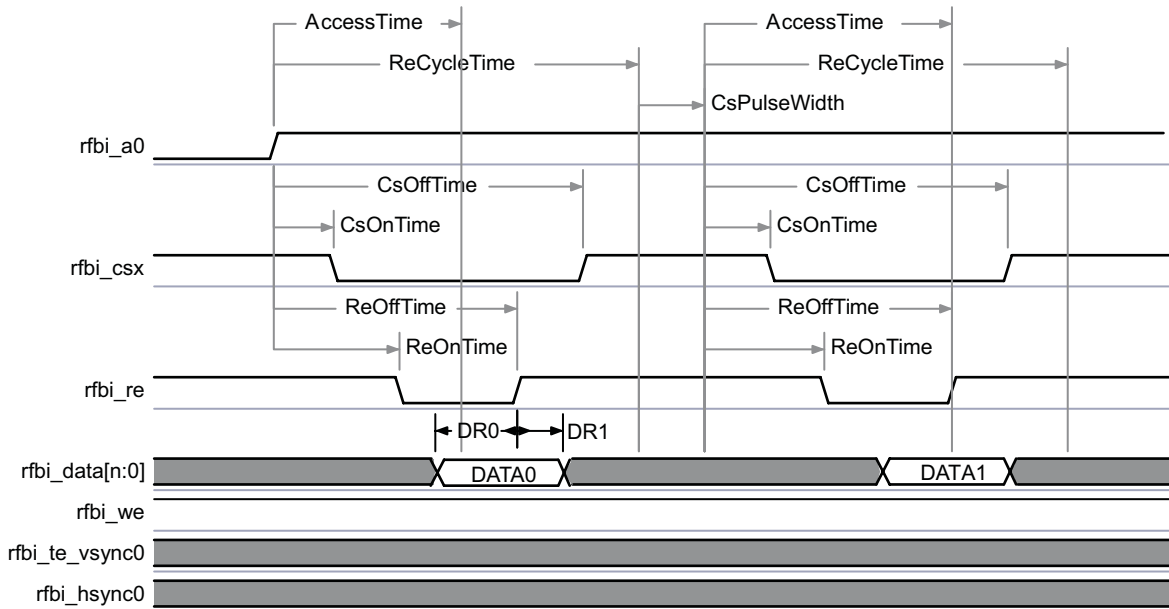 AccessTime AccessTime
ReCycleTime ReCycleTime
CsPulseWidth
rfbi_a0
CsOffTime CsOffTime
CsOnTime CsOnTime
rfbi_csx
ReOffTime ReOffTime
ReOnTime ReOnTime
rfbi_re
DR0 DR1
rfbi_data[n:0] DATA0 DATA1
rfbi_we
rfbi_te_vsync0
rfbi_hsync0